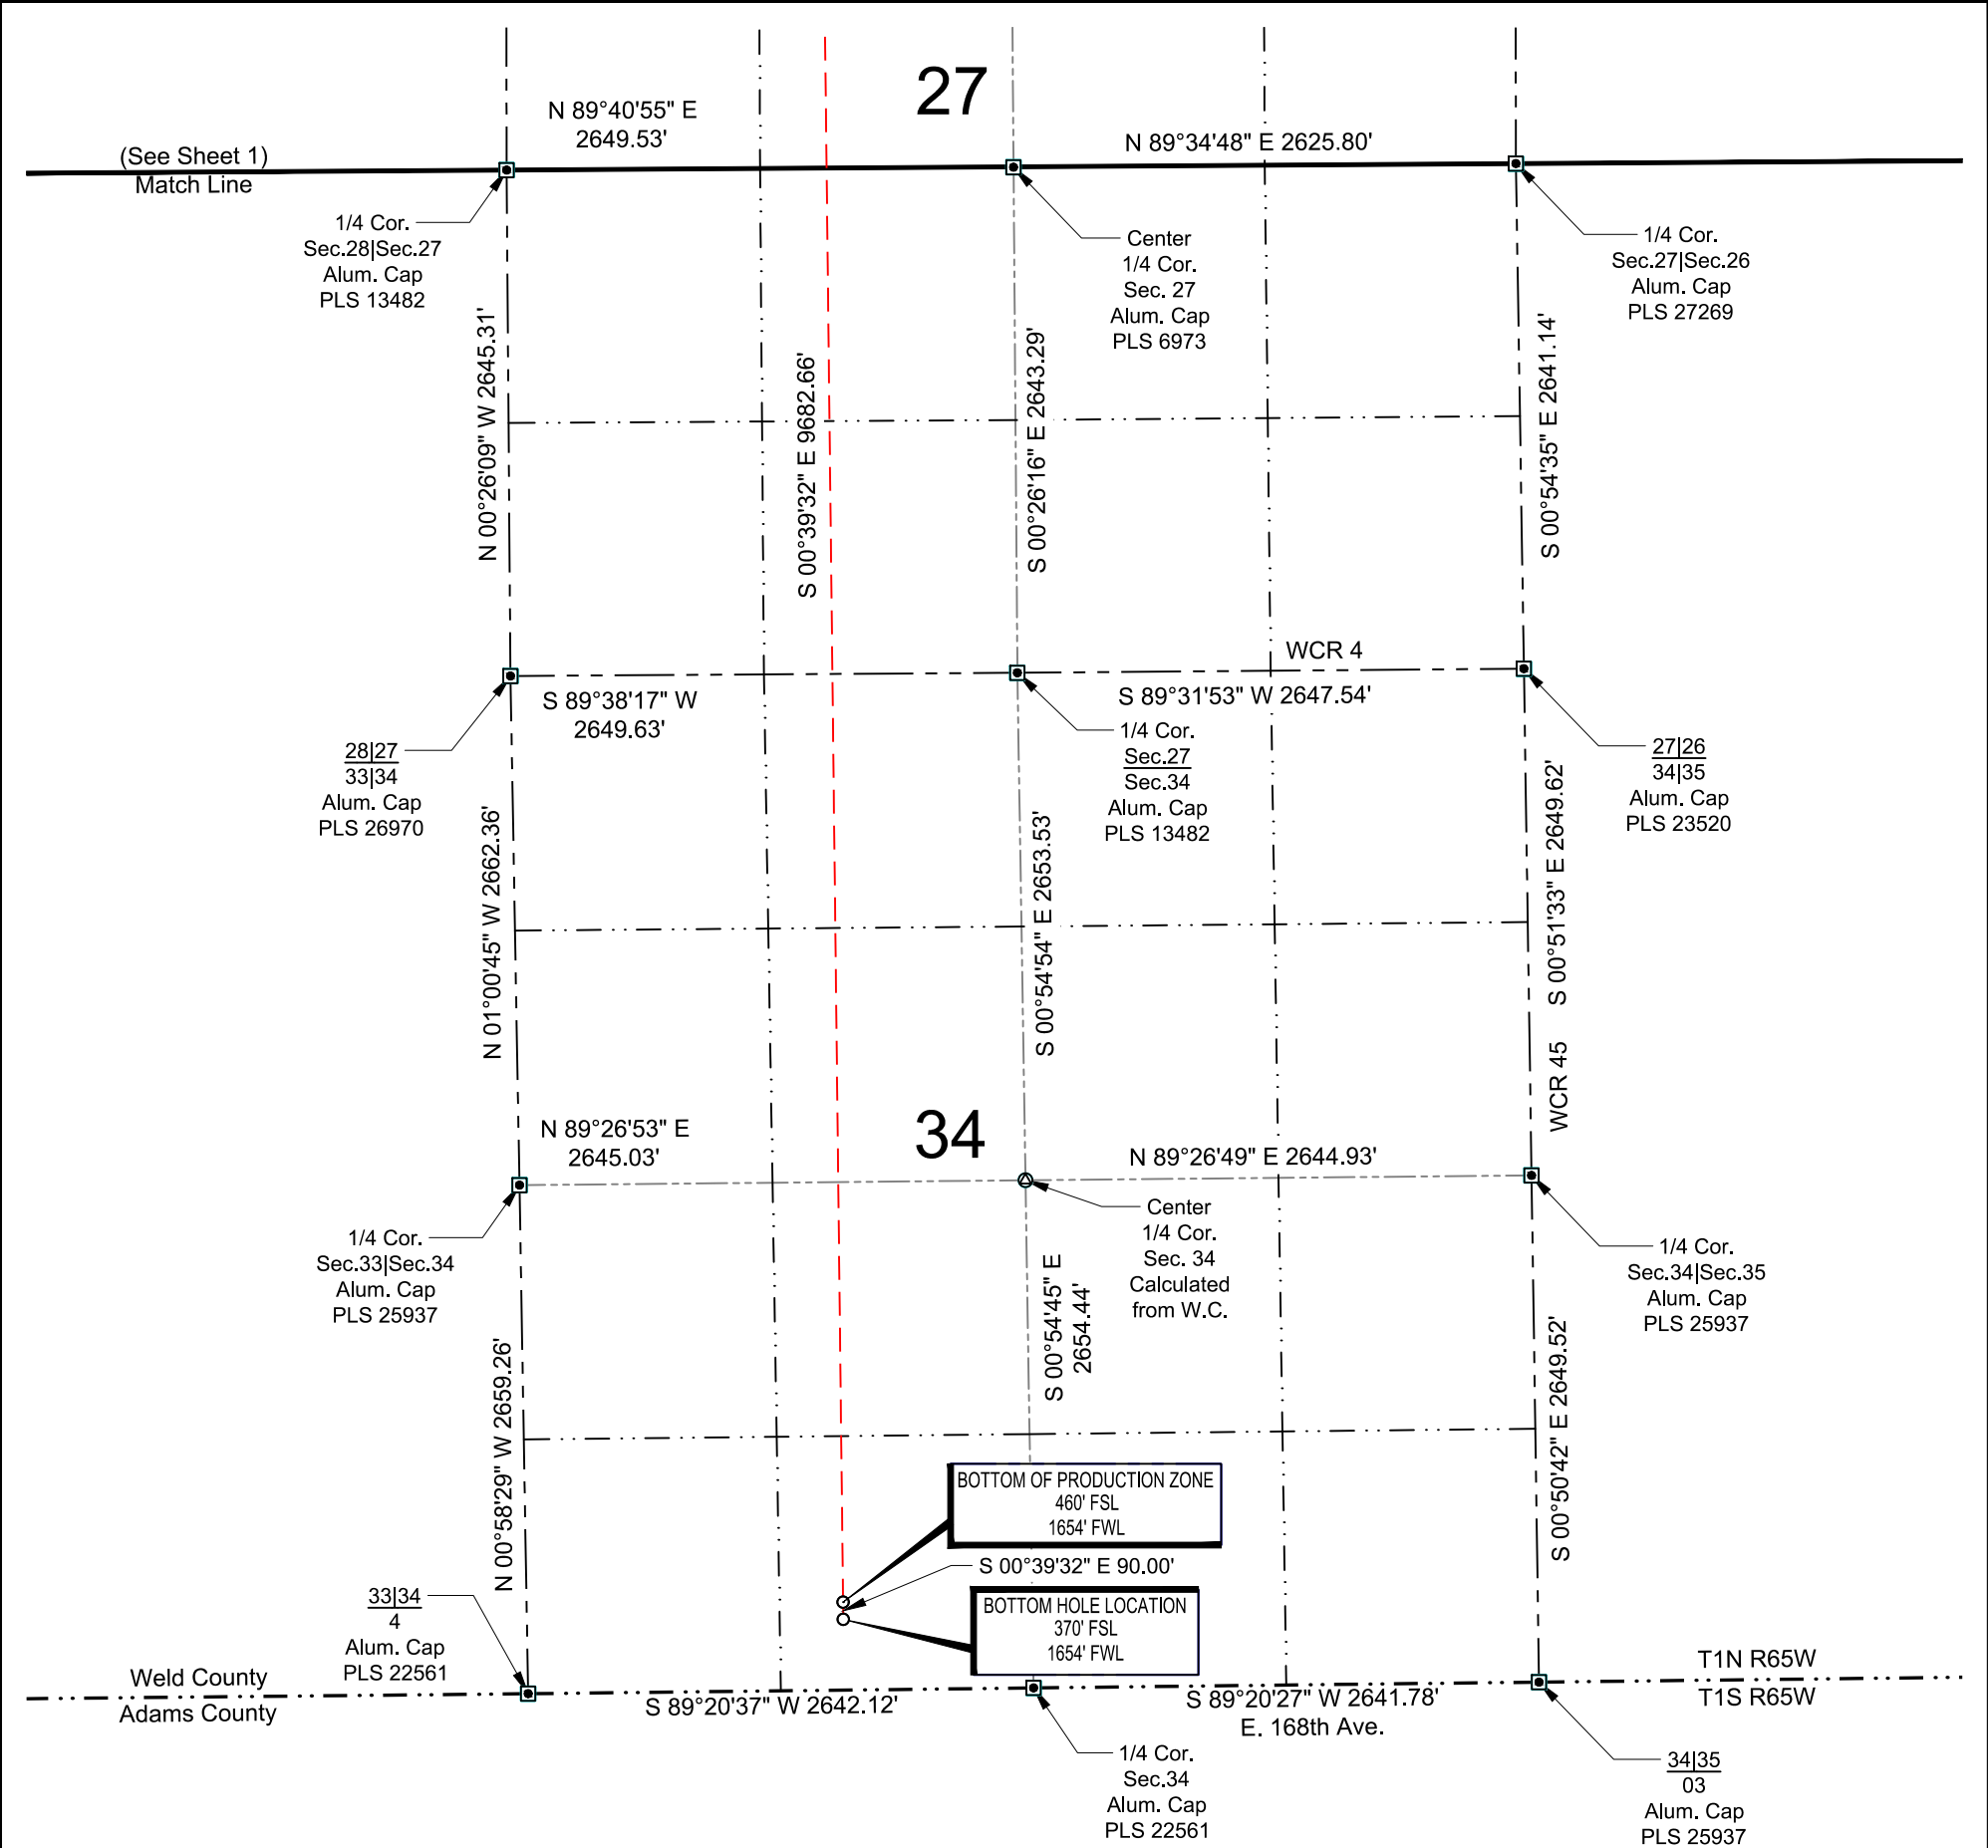 27
N 89°40'55" E
2649.53'
N 89°34'48" E 2625.80'
(See Sheet 1)
Match Line
1/4 Cor.
Sec.28|Sec.27
Alum. Cap
PLS 13482
Center
1/4 Cor.
Sec. 27
Alum. Cap
PLS 6973
1/4 Cor.
Sec.27|Sec.26
Alum. Cap
PLS 27269
N 00°26'09" W 2645.31'
S 00°39'32" E 9682.66'
S 00°26'16" E 2643.29'
S 00°54'35" E 2641.14'
WCR 4
S 89°38'17" W
2649.63'
S 89°31'53" W 2647.54'
28|27
33|34
Alum. Cap
PLS 26970
1/4 Cor.
Sec.27
Sec.34
Alum. Cap
PLS 13482
27|26
34|35
Alum. Cap
PLS 23520
N 01°00'45" W 2662.36'
S 00°54'54" E 2653.53'
S 00°51'33" E 2649.62'
WCR 45
34
N 89°26'53" E
2645.03'
N 89°26'49" E 2644.93'
1/4 Cor.
Sec.33|Sec.34
Alum. Cap
PLS 25937
Center
1/4 Cor.
Sec. 34
Calculated
from W.C.
1/4 Cor.
Sec.34|Sec.35
Alum. Cap
PLS 25937
N 00°58'29" W 2659.26'
S 00°54'45" E
2654.44'
S 00°50'42" E 2649.52'
BOTTOM OF PRODUCTION ZONE
460' FSL
1654' FWL
S 00°39'32" E 90.00'
BOTTOM HOLE LOCATION
370' FSL
1654' FWL
33|34
4
Alum. Cap
PLS 22561
Weld County
Adams County
T1N R65W
T1S R65W
S 89°20'37" W 2642.12'
S 89°20'27" W 2641.78'
E. 168th Ave.
1/4 Cor.
Sec.34
Alum. Cap
PLS 22561
34|35
03
Alum. Cap
PLS 25937